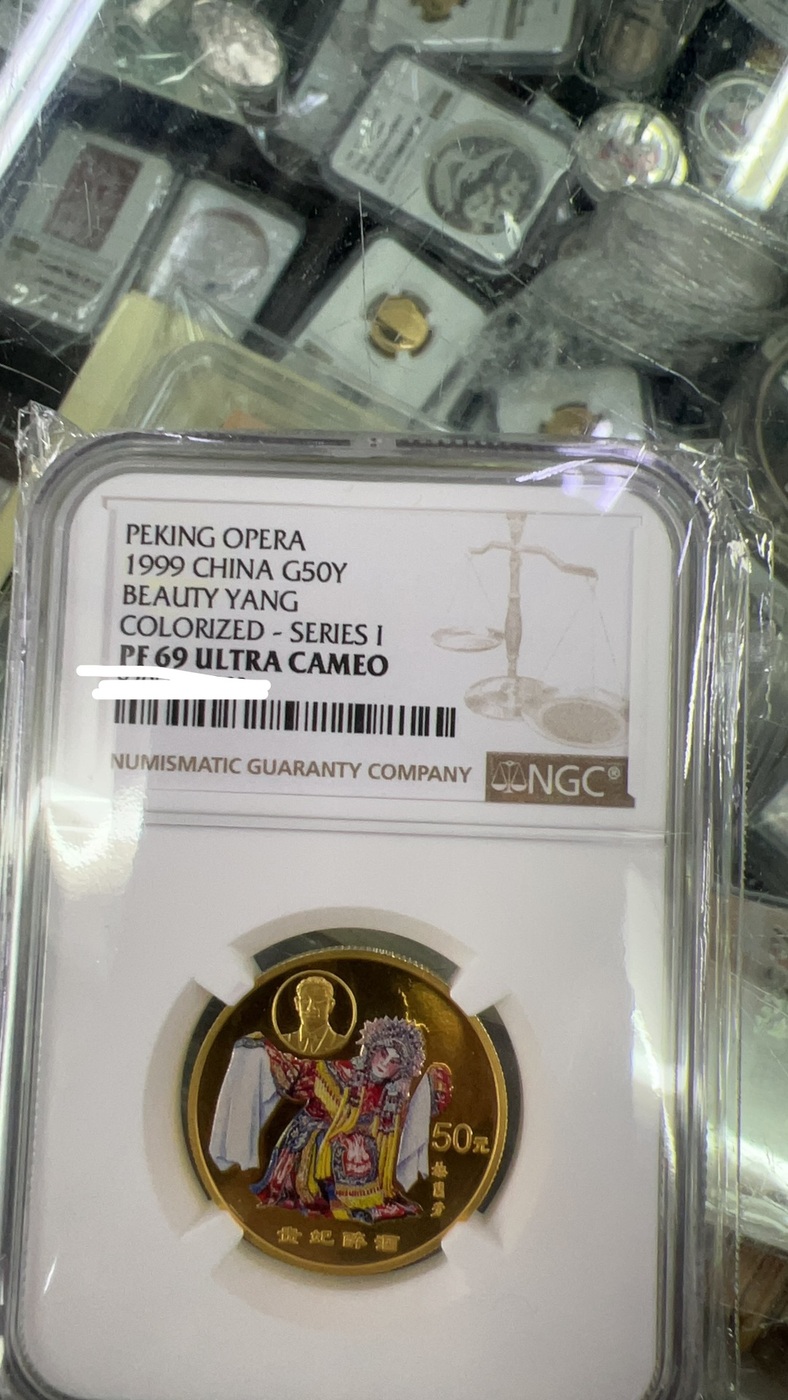 PEKING OPERA
1999 CHINA G50Y
BEAUTY YANG
COLORIZED - SERIES I
PF 69 ULTRA CAMEO
NUMISMATIC GUARANTY COMPANY
NGC®
50元
梅蘭芳
贵妃醉酒